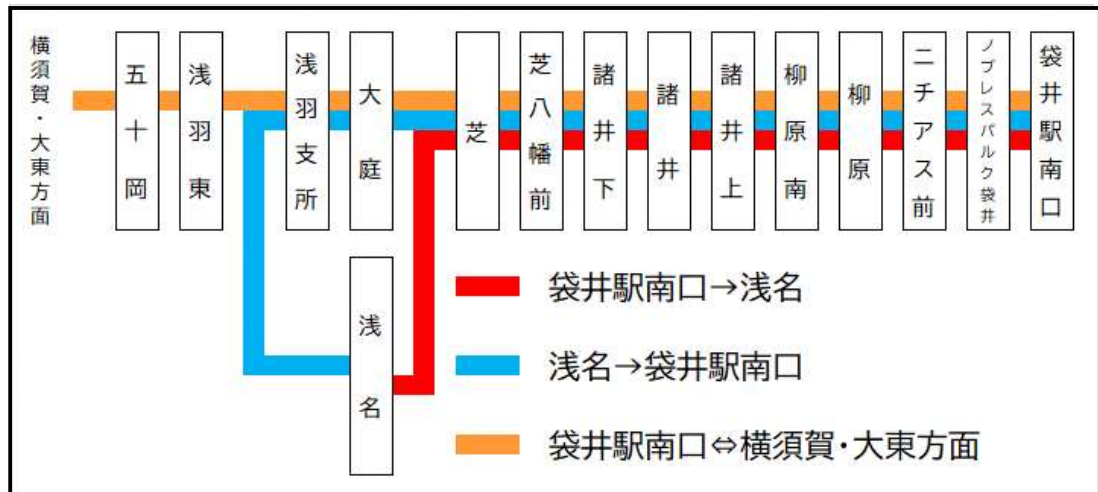 横須賀・大東方面
五十岡
浅羽東
浅羽支所
大庭
芝
芝八幡前
諸井下
諸井
諸井上
柳原南
柳原
ニチアス前
ノブレスパルク袋井
袋井駅南口
浅名
袋井駅南口→浅名
浅名→袋井駅南口
袋井駅南口⇔横須賀・大東方面